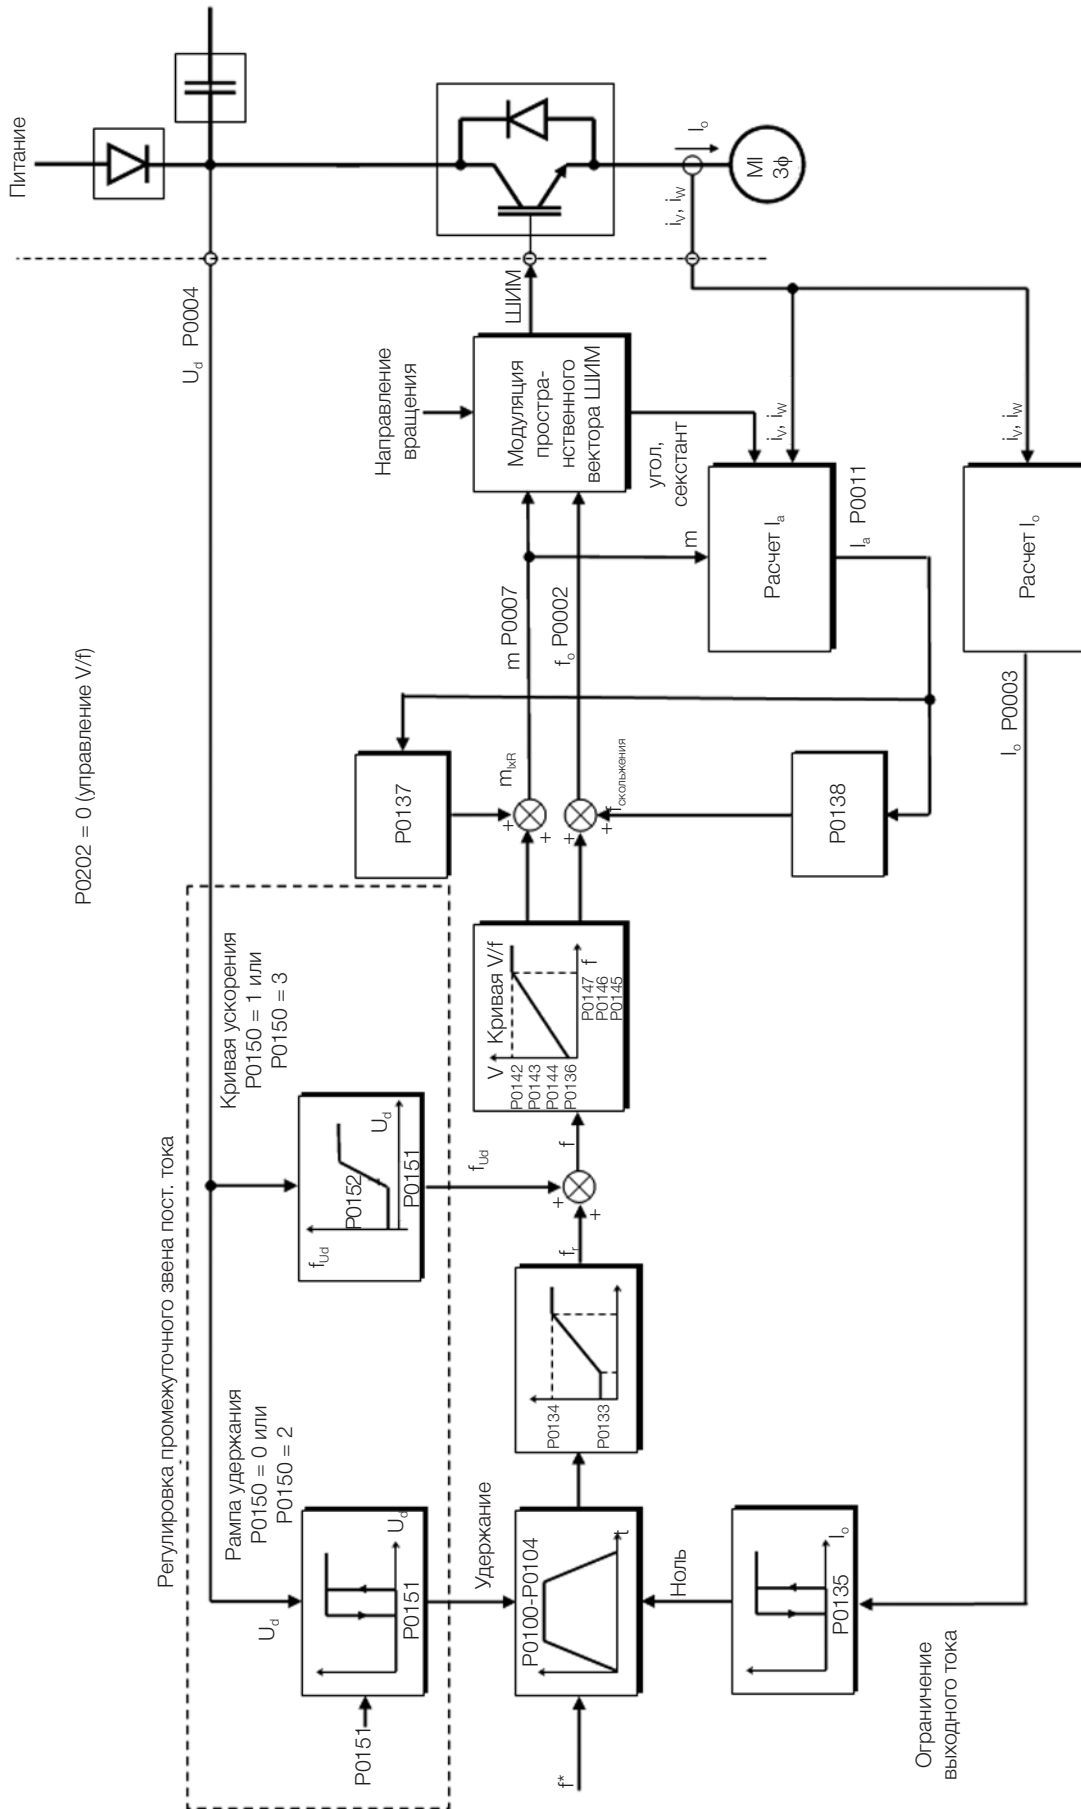 P0202 = 0 (управление V/f)
Регулировка промежуточного звена пост. тока
Рампа удержания
P0150 = 0 или
P0150 = 2
Кривая ускорения
P0150 = 1 или
P0150 = 3
U_d P0004
Питание
U_d
P0151
U_d
P0151
f_Ud
P0152
U_d
P0151
Удержание
f_Ud
f*
P0100-P0104
t
P0134
P0133
f_r
+
+
f
V
Кривая V/f
P0142
P0143
P0144
P0136
f
P0147
P0146
P0145
P0137
m_IxR
+
+
m P0007
+
+
f_скольжения
f_o P0002
Направление
вращения
Модуляция
простра-
нственного
вектора ШИМ
ШИМ
I_o
MI
3ф
i_V, i_W
угол,
секстант
m
i_V, i_W
Расчет I_a
I_a P0011
P0138
i_V, i_W
Расчет I_o
I_o P0003
Ноль
I_o
P0135
Ограничение
выходного тока